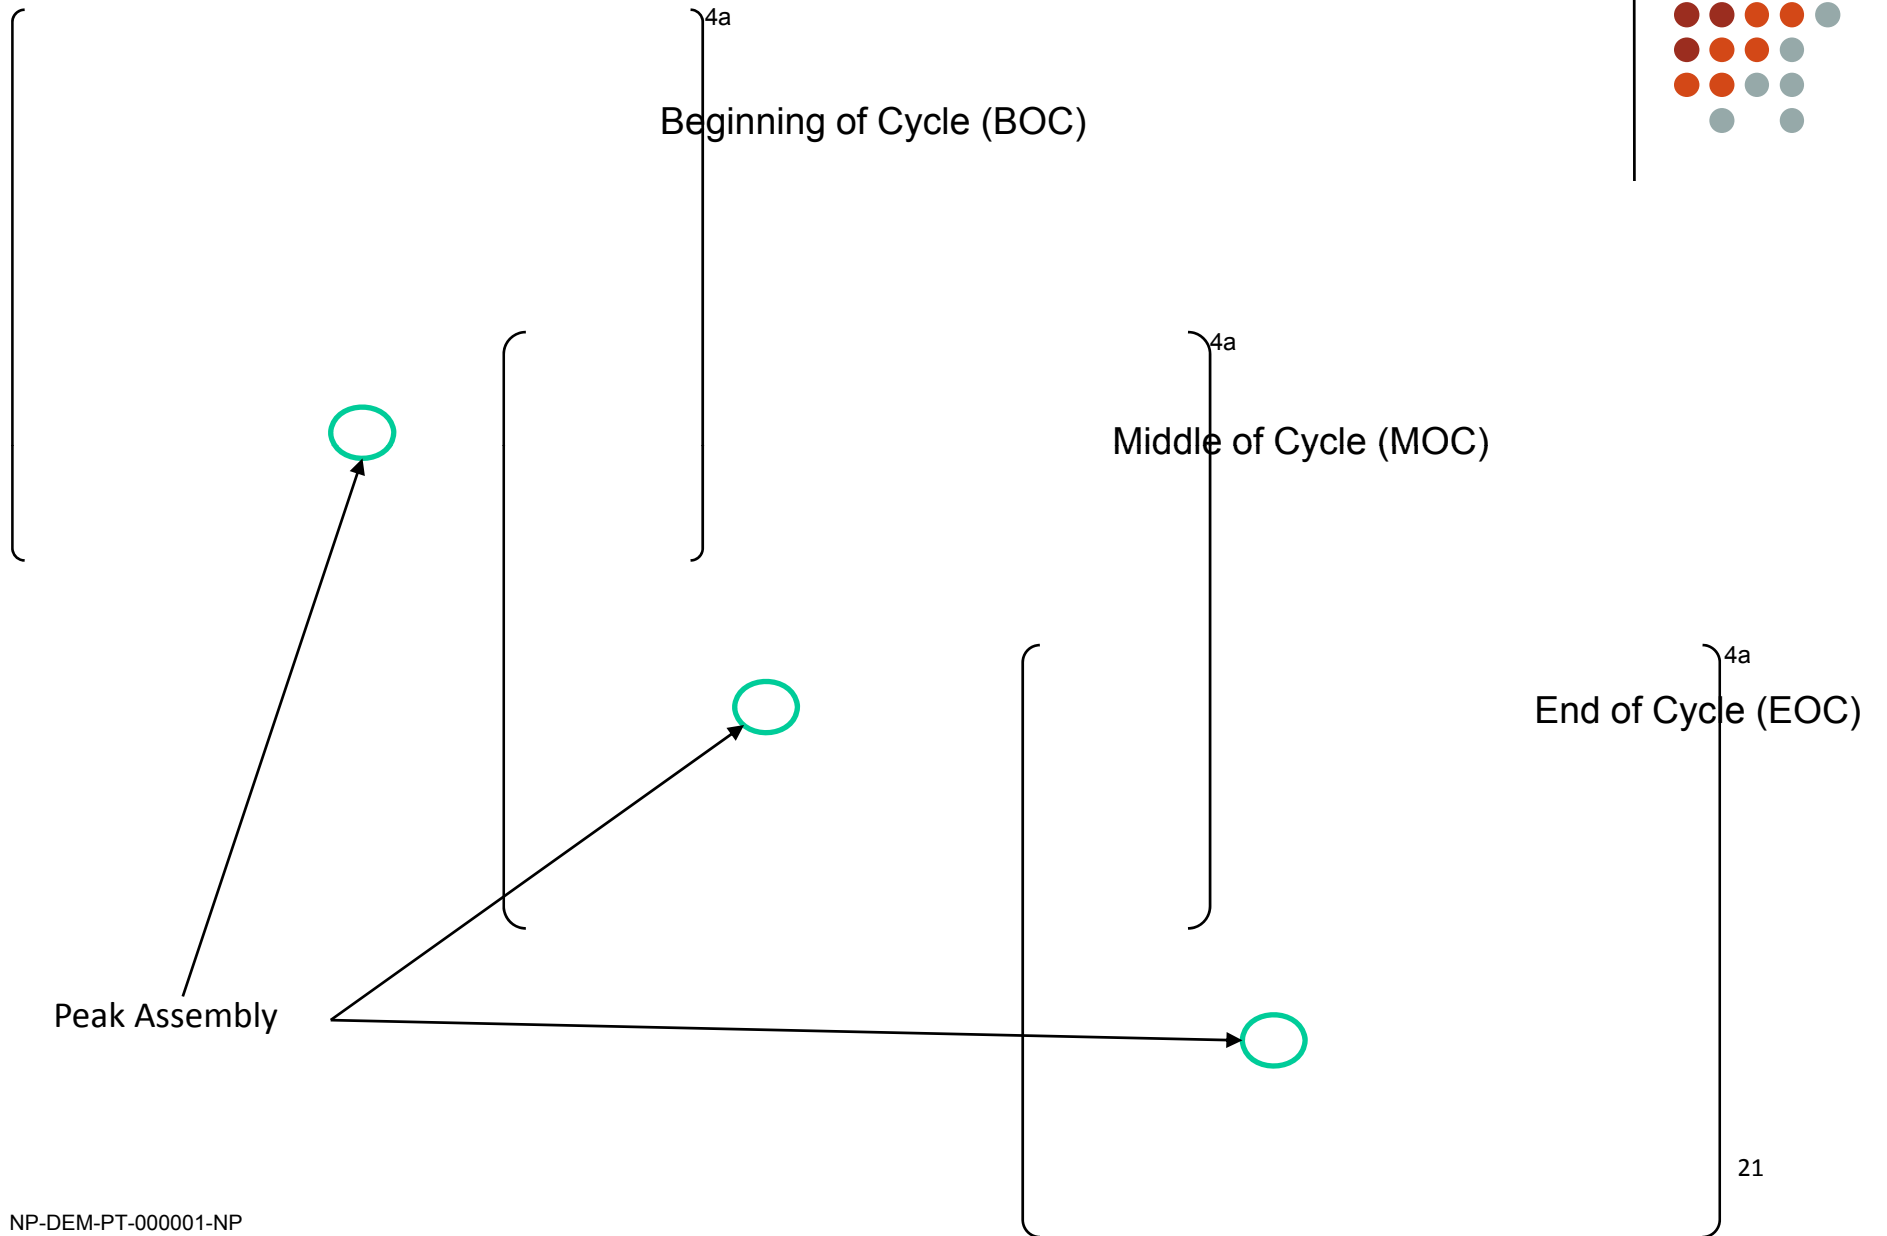 4a
Beginning of Cycle (BOC)
4a
Middle of Cycle (MOC)
4a
End of Cycle (EOC)
Peak Assembly
21
NP-DEM-PT-000001-NP